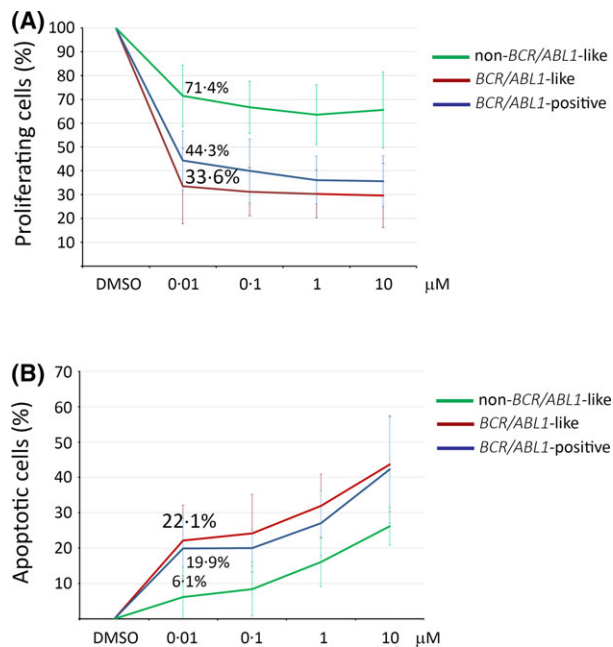 (A)
Proliferating cells (%)
100
90
80
70
60
50
40
30
20
10
71·4%
44·3%
33·6%
DMSO 0·01 0·1 1 10 μM
non-BCR/ABL1-like
BCR/ABL1-like
BCR/ABL1-positive
(B)
Apoptotic cells (%)
70
60
50
40
30
20
10
22·1%
19·9%
6·1%
DMSO 0·01 0·1 1 10 μM
non-BCR/ABL1-like
BCR/ABL1-like
BCR/ABL1-positive